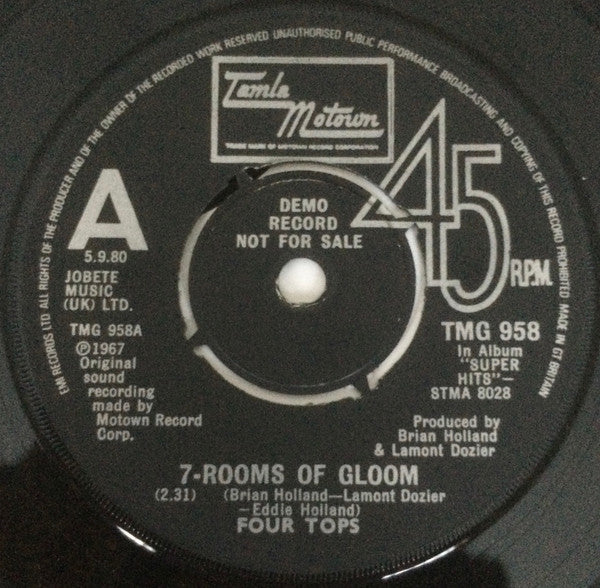 EMI RECORDS LTD. ALL RIGHTS OF THE PRODUCER AND OF THE OWNER OF THE RECORDED WORK RESERVED UNAUTHORISED PUBLIC PERFORMANCE BROADCASTING AND COPYING OF THIS RECORD PROHIBITED MADE IN GT BRITAIN
Tamla
Motown
TRADE MARK OF MOTOWN RECORD CORPORATION
45
R.P.M.
A
5.9.80
JOBETE
MUSIC
(UK) LTD.
TMG 958A
Ⓟ1967
Original
sound
recording
made by
Motown Record
Corp.
DEMO
RECORD
NOT FOR SALE
TMG 958
In Album
"SUPER
HITS"–
STMA 8028
Produced by
Brian Holland
& Lamont Dozier
7-ROOMS OF GLOOM
(2.31) (Brian Holland—Lamont Dozier
–Eddie Holland)
FOUR TOPS